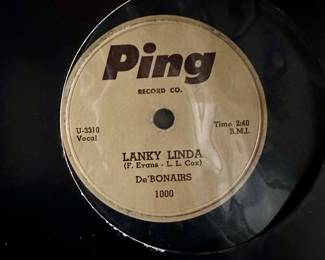 Ping
RECORD CO.
U-3310 Time 2:40
Vocal B.M.I.
LANKY LINDA
(F. Evans - L. L. Cox)
De'BONAIRS
1000